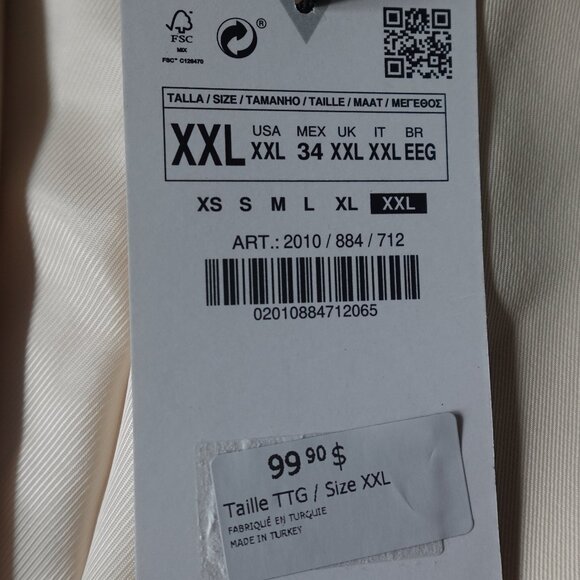 FSC
MIX
FSC™ C128470
®
TALLA / SIZE / TAMANHO / TAILLE / MAAT / ΜΕΓΕΘΟΣ
XXL
USA MEX UK IT BR
XXL 34 XXL XXL EEG
XS S M L XL XXL
ART.: 2010 / 884 / 712
02010884712065
99 90 $
Taille TTG / Size XXL
FABRIQUÉ EN TURQUIE
MADE IN TURKEY